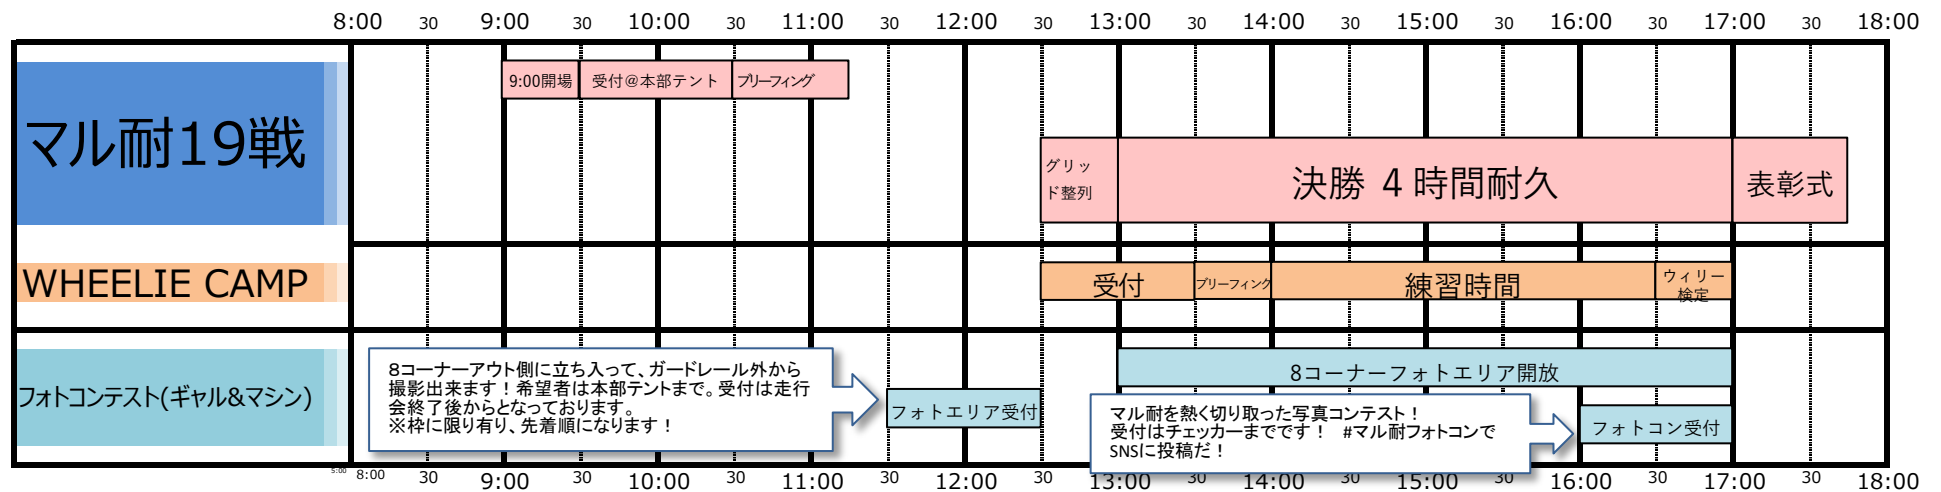 8:00 30 9:00 30 10:00 30 11:00 30 12:00 30 13:00 30 14:00 30 15:00 30 16:00 30 17:00 30 18:00
マル耐19戦
9:00開場 受付@本部テント ブリーフィング
グリッ
ド整列
決勝 4 時間耐久
表彰式
WHEELIE CAMP
受付 ブリーフィング 練習時間
ウィリー
検定
フォトコンテスト(ギャル&マシン)
8コーナーアウト側に立ち入って、ガードレール外から
撮影出来ます！希望者は本部テントまで。受付は走行
会終了後からとなっております。
※枠に限り有り、先着順になります！
フォトエリア受付
8コーナーフォトエリア開放
マル耐を熱く切り取った写真コンテスト！
受付はチェッカーまでです！ #マル耐フォトコンで
SNSに投稿だ！
フォトコン受付
5:00 8:00 30 9:00 30 10:00 30 11:00 30 12:00 30 13:00 30 14:00 30 15:00 30 16:00 30 17:00 30 18:00